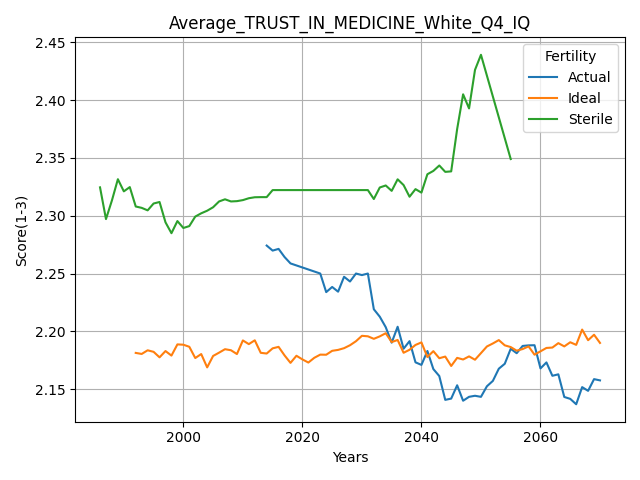 Average_TRUST_IN_MEDICINE_White_Q4_IQ
2.45
2.40
2.35
2.30
2.25
2.20
2.15
Score(1-3)
Fertility
Actual
Ideal
Sterile
2000
2020
2040
2060
Years